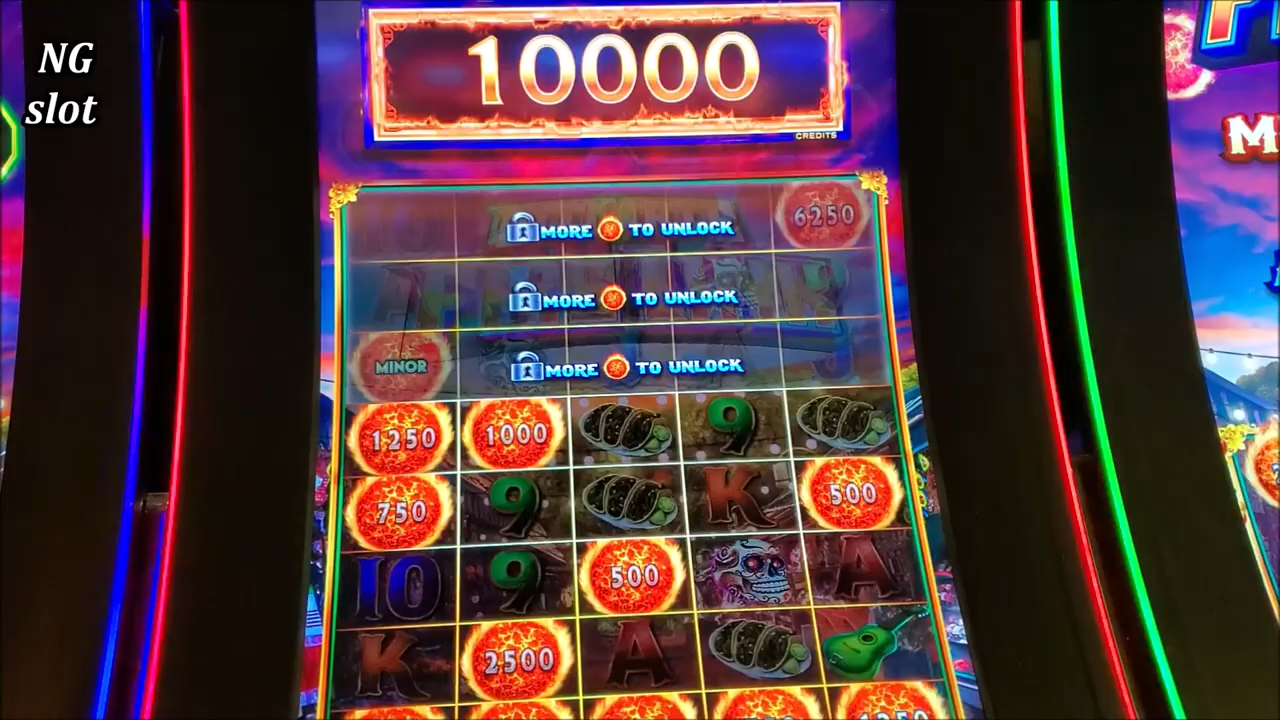 NG
slot
10000
CREDITS
MORE TO UNLOCK
6250
MORE TO UNLOCK
MINOR
MORE TO UNLOCK
1250 1000 9
750 9 K 500
10 9 500 A
K 2500 A
1250
M